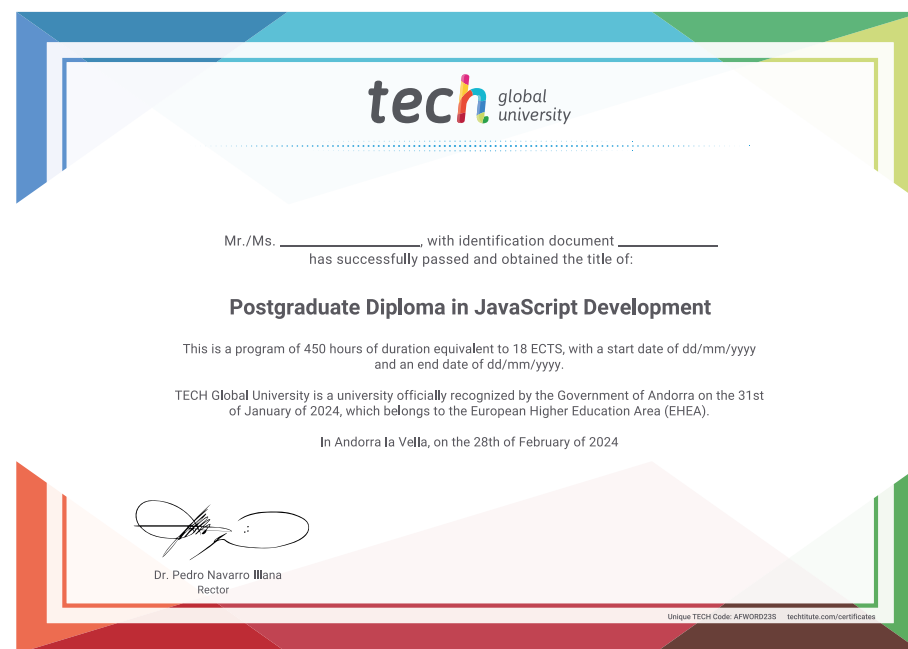 tech global university
Mr./Ms. ____________________, with identification document ______________
has successfully passed and obtained the title of:
Postgraduate Diploma in JavaScript Development
This is a program of 450 hours of duration equivalent to 18 ECTS, with a start date of dd/mm/yyyy
and an end date of dd/mm/yyyy.
TECH Global University is a university officially recognized by the Government of Andorra on the 31st
of January of 2024, which belongs to the European Higher Education Area (EHEA).
In Andorra la Vella, on the 28th of February of 2024
Dr. Pedro Navarro Illana
Rector
Unique TECH Code: AFWORD23S techtitute.com/certificates